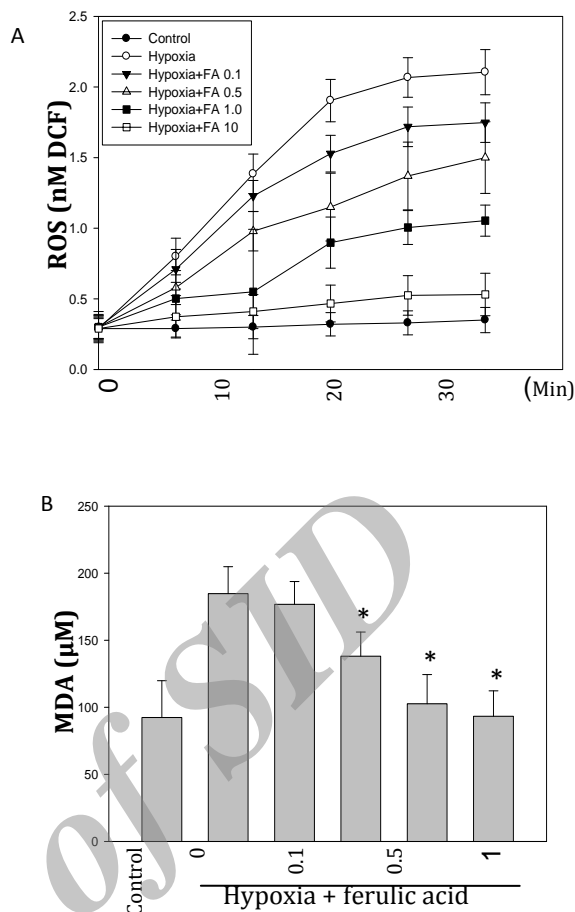 A
Control
Hypoxia
Hypoxia+FA 0.1
Hypoxia+FA 0.5
Hypoxia+FA 1.0
Hypoxia+FA 10
ROS (nM DCF)
2.5
2.0
1.5
1.0
0.5
0.0
0 10 20 30 (Min)
B
MDA (µM)
250
200
150
100
50
0
* * *
Control 0 0.1 0.5 1
Hypoxia + ferulic acid
of SID